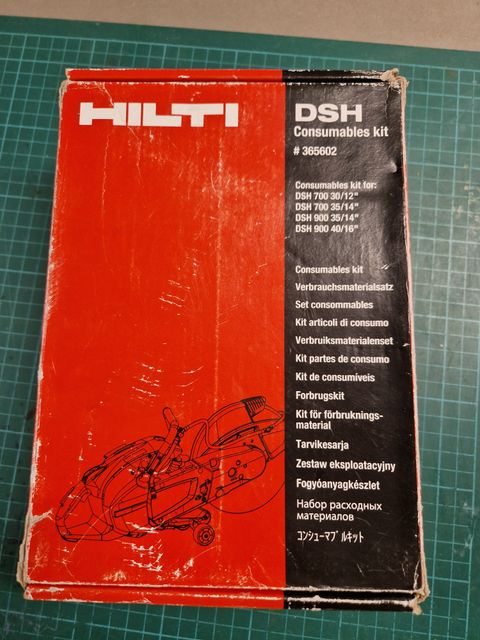 HILTI
DSH
Consumables kit
# 365602
Consumables kit for:
DSH 700 30/12"
DSH 700 35/14"
DSH 900 35/14"
DSH 900 40/16"
Consumables kit
Verbrauchsmaterialsatz
Set consommables
Kit articoli di consumo
Verbruiksmaterialenset
Kit partes de consumo
Kit de consumíveis
Forbrugskit
Kit för förbruknings-
material
Tarvikesarja
Zestaw eksploatacyjny
Fogyóanyagkészlet
Набор расходных
материалов
コンシューマブルキット